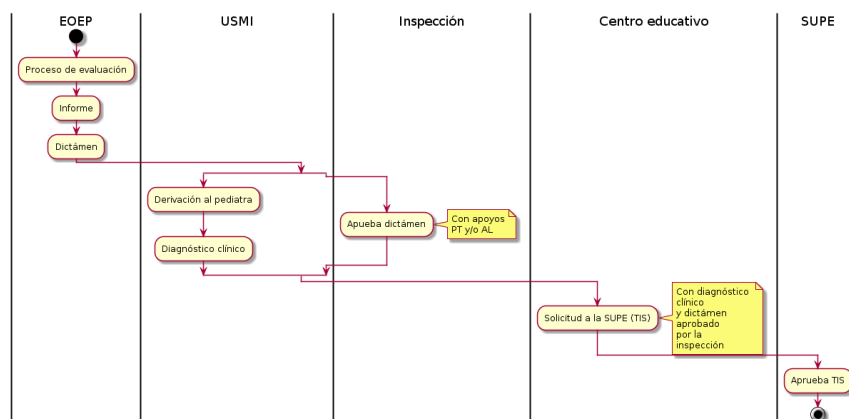 EOEP
USMI
Inspección
Centro educativo
SUPE
Proceso de evaluación
Informe
Dictámen
Derivación al pediatra
Diagnóstico clínico
Apueba dictámen
Con apoyos
PT y/o AL
Solicitud a la SUPE (TIS)
Con diagnóstico
clínico
y dictámen
aprobado
por la
inspección
Aprueba TIS